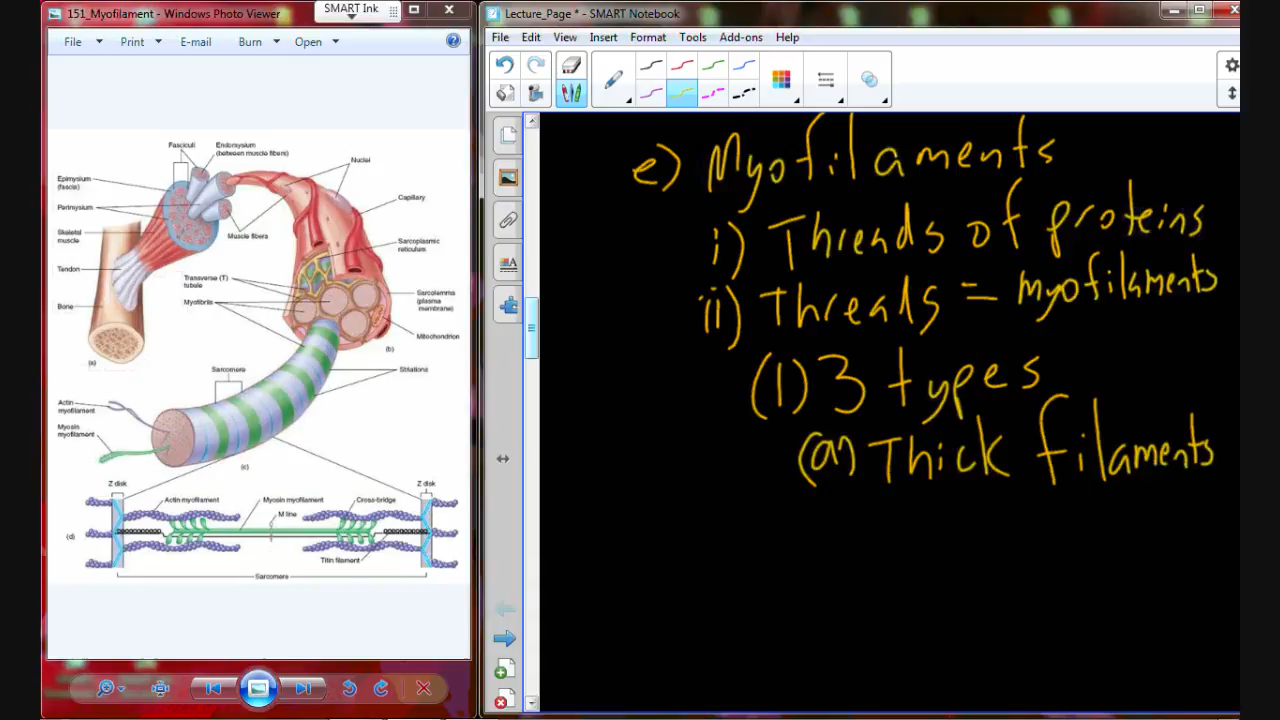 151_Myofilament - Windows Photo Viewer
SMART Ink
File Print E-mail Burn Open
Fasciculi
Endomysium
(between muscle fibers)
Nuclei
Epimysium
(fascia)
Perimysium
Capillary
Skeletal
muscle
Muscle fibers
Sarcoplasmic
reticulum
Tendon
Transverse (T)
tubule
Bone
Myofibrils
Sarcolemma
(plasma
membrane)
Mitochondrion
(a)
(b)
Sarcomere
Striations
Actin
myofilament
Myosin
myofilament
(c)
Z disk
Actin myofilament
Myosin myofilament
Cross-bridge
Z disk
M line
(d)
Titin filament
Sarcomere
Lecture_Page * - SMART Notebook
File Edit View Insert Format Tools Add-ons Help
e) Myofilaments
i) Threads of proteins
ii) Threads = myofilaments
(1) 3 types
(a) Thick filaments